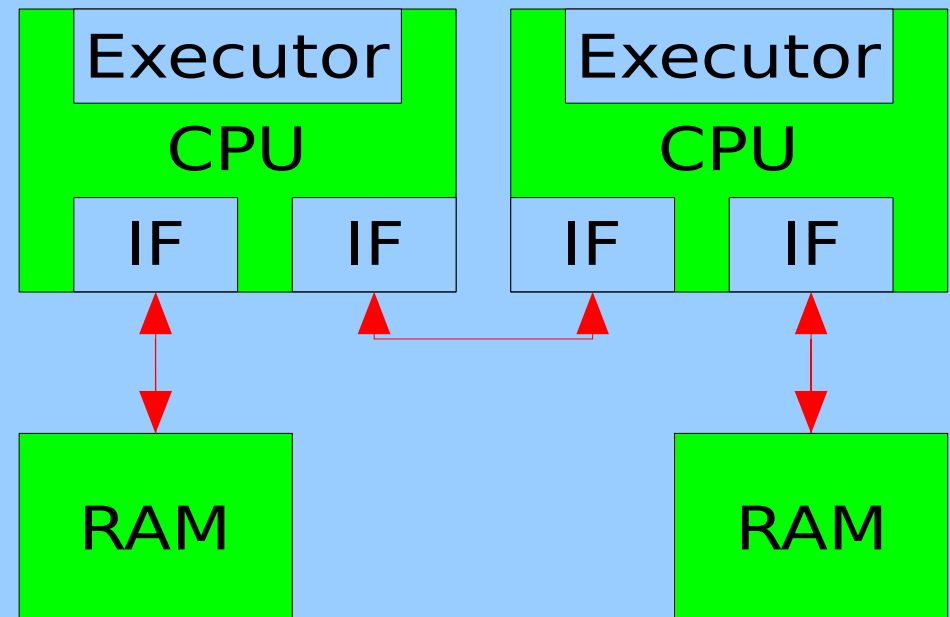 Executor
CPU
IF
IF
Executor
CPU
IF
IF
RAM
RAM